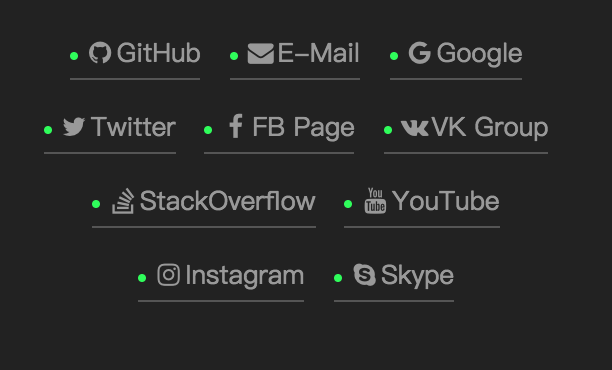 GitHub E-Mail Google
Twitter FB Page VK Group
StackOverflow YouTube
Instagram Skype